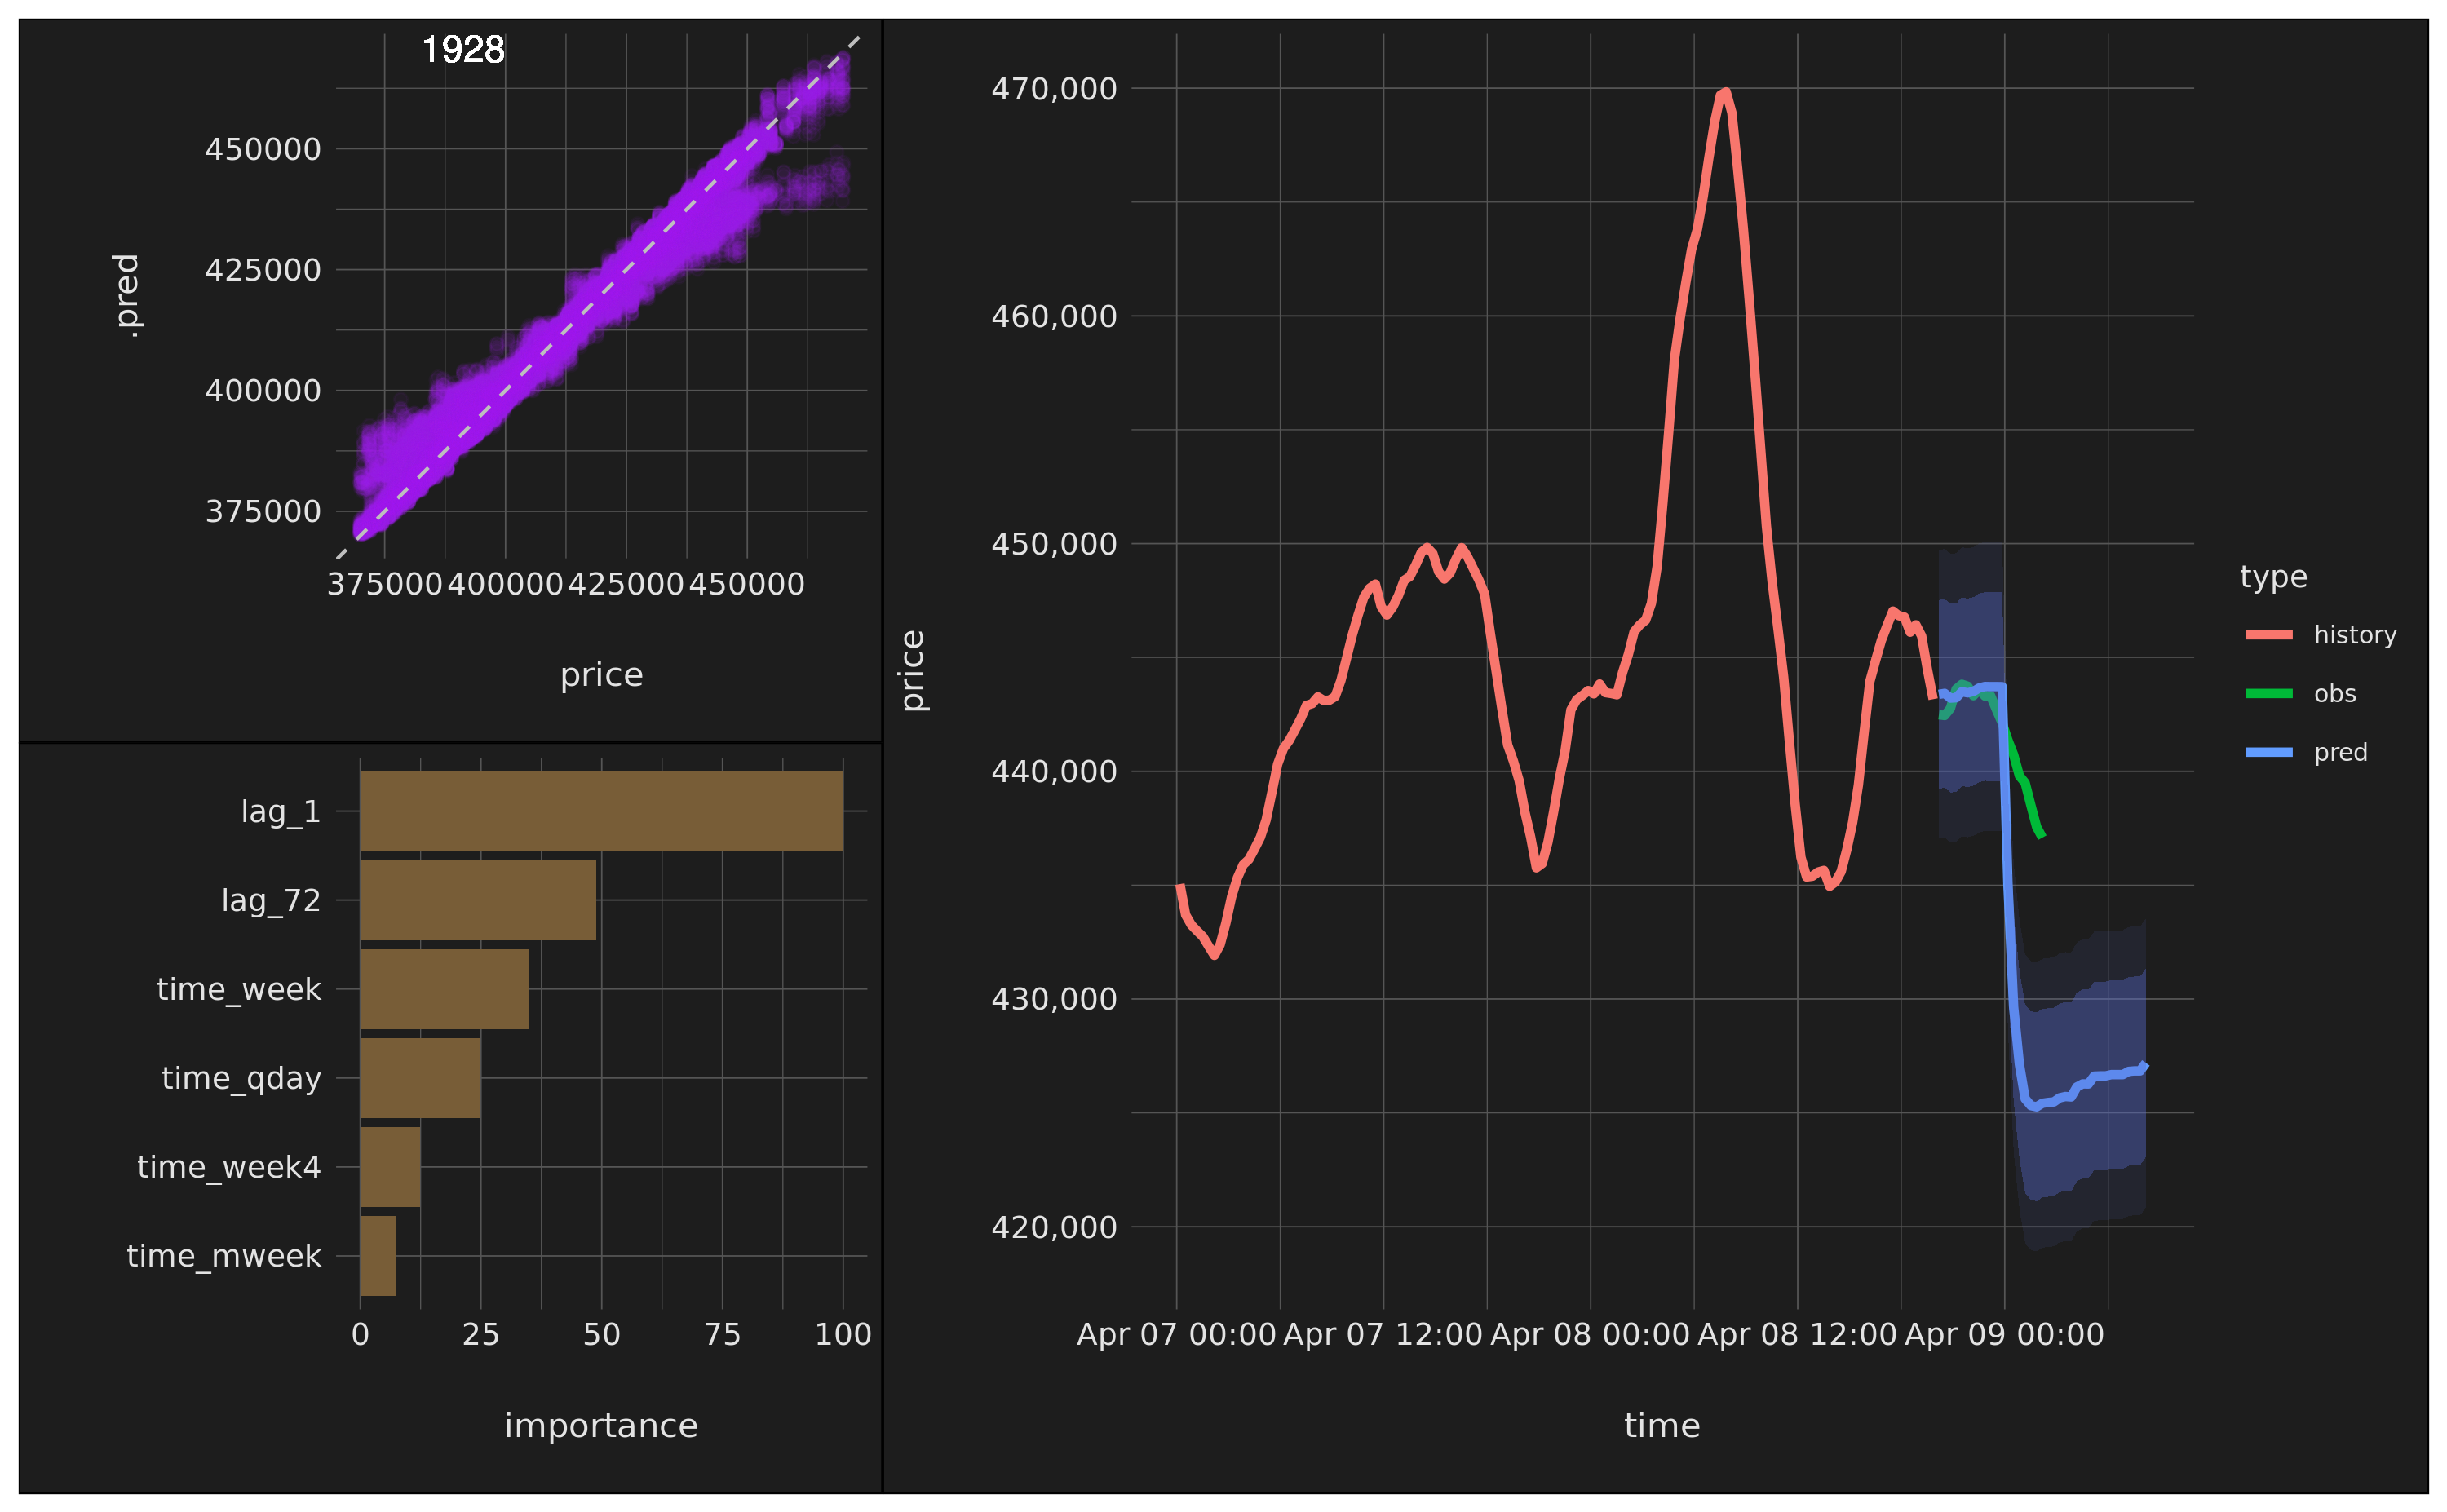 1928
450000
425000
400000
375000
.pred
375000 400000 425000 450000
price
lag_1
lag_72
time_week
time_qday
time_week4
time_mweek
0 25 50 75 100
importance
470,000
460,000
450,000
440,000
430,000
420,000
price
Apr 07 00:00 Apr 07 12:00 Apr 08 00:00 Apr 08 12:00 Apr 09 00:00
time
type
history
obs
pred